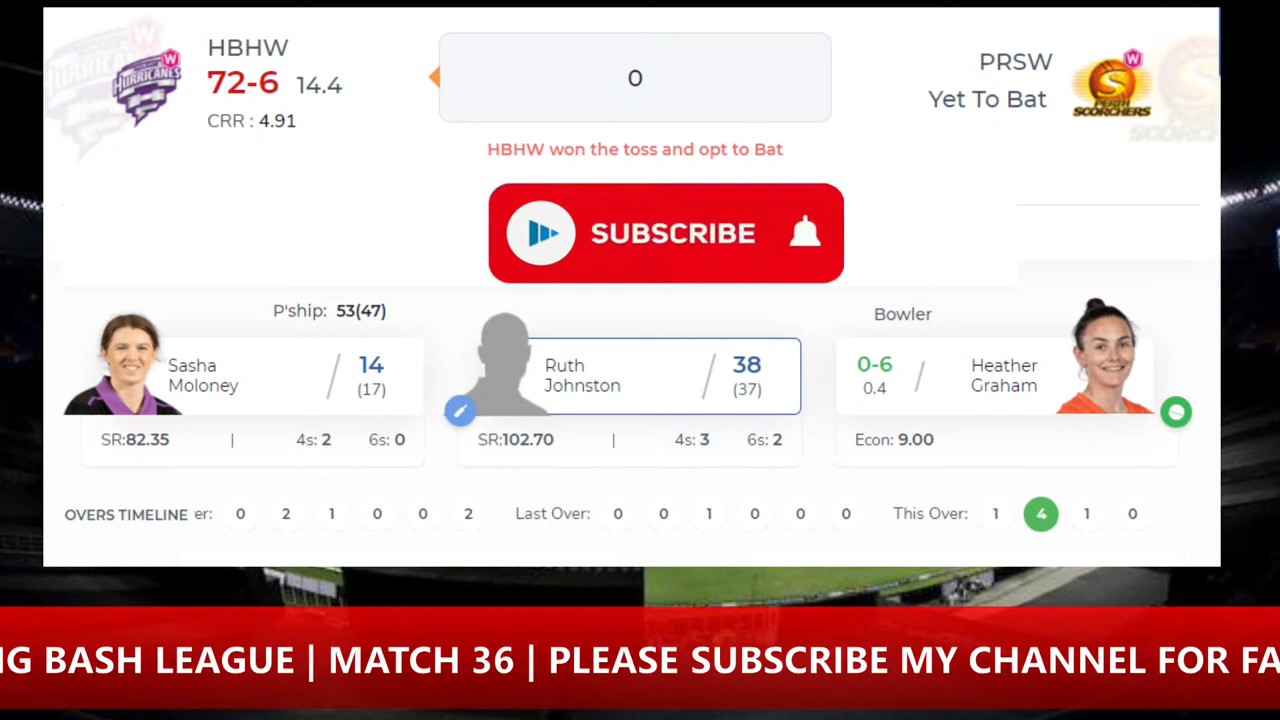 HBHW
72-6 14.4
CRR : 4.91
0
PRSW
Yet To Bat
HURRICANES
W
W
PERTH
SCORCHERS
HBHW won the toss and opt to Bat
SUBSCRIBE
P'ship: 53(47)
Bowler
Sasha
Moloney
/ 14
(17)
Ruth
Johnston
/ 38
(37)
0-6
0.4
/
Heather
Graham
SR:82.35 | 4s: 2 6s: 0
SR:102.70 | 4s: 3 6s: 2
Econ: 9.00
OVERS TIMELINE er: 0 2 1 0 0 2 Last Over: 0 0 1 0 0 0 This Over: 1 4 1 0
IG BASH LEAGUE | MATCH 36 | PLEASE SUBSCRIBE MY CHANNEL FOR FA